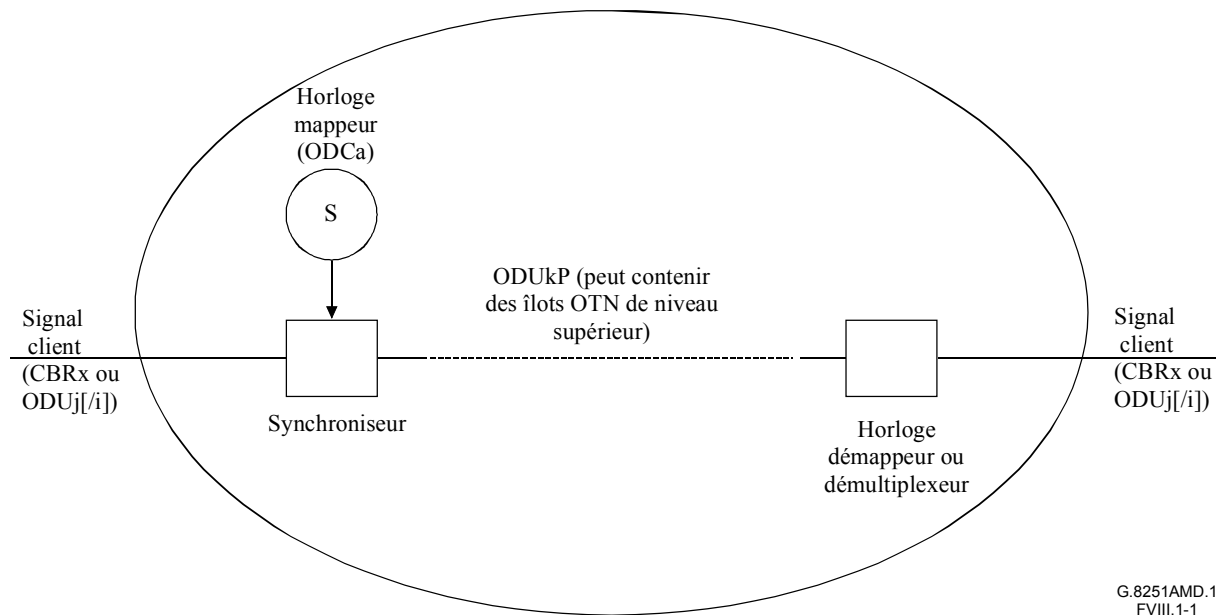 Horloge
mappeur
(ODCa)
S
ODUkP (peut contenir
des îlots OTN de niveau
supérieur)
Signal
client
(CBRx ou
ODUj[/i])
Synchroniseur
Horloge
démappeur ou
démultiplexeur
Signal
client
(CBRx ou
ODUj[/i])
G.8251AMD.1
FVIII.1-1